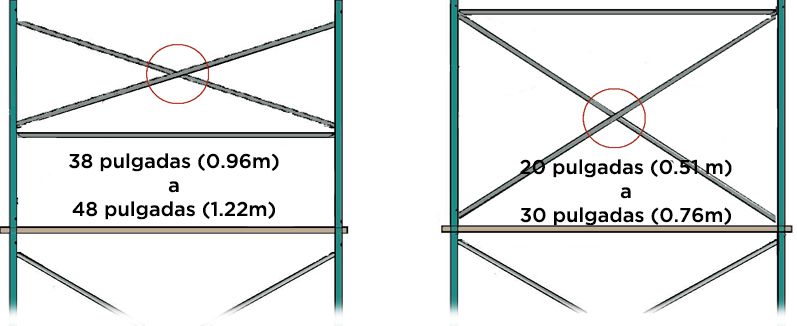 38 pulgadas (0.96m)
a
48 pulgadas (1.22m)
20 pulgadas (0.51 m)
a
30 pulgadas (0.76m)